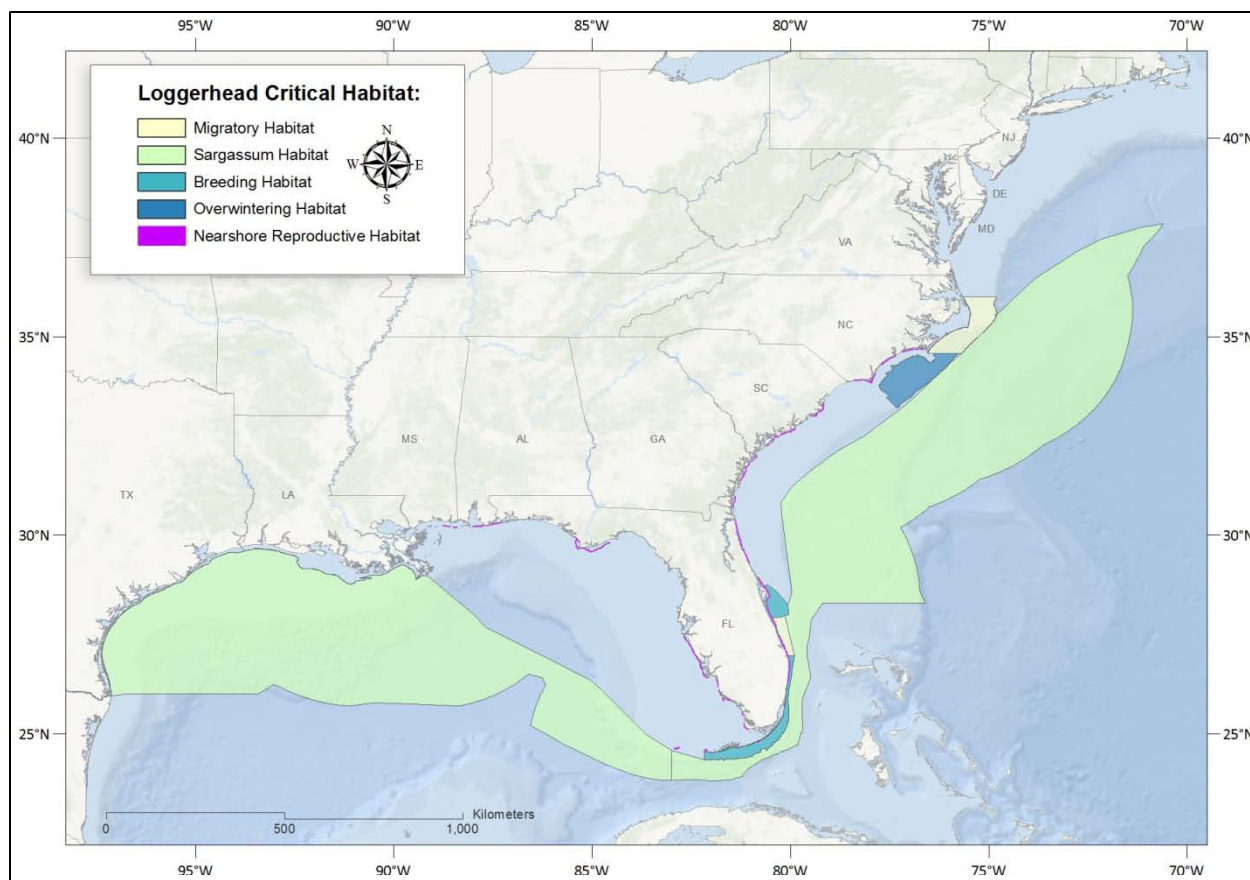 95°W 90°W 85°W 80°W 75°W 70°W
Loggerhead Critical Habitat:
Migratory Habitat
Sargassum Habitat
Breeding Habitat
Overwintering Habitat
Nearshore Reproductive Habitat
N
W E
S
40°N 40°N
NJ
DE
MD
VA
35°N 35°N
NC
SC
MS AL GA
TX LA
30°N 30°N
FL
25°N 25°N
Kilometers
0 500 1,000
95°W 90°W 85°W 80°W 75°W 70°W